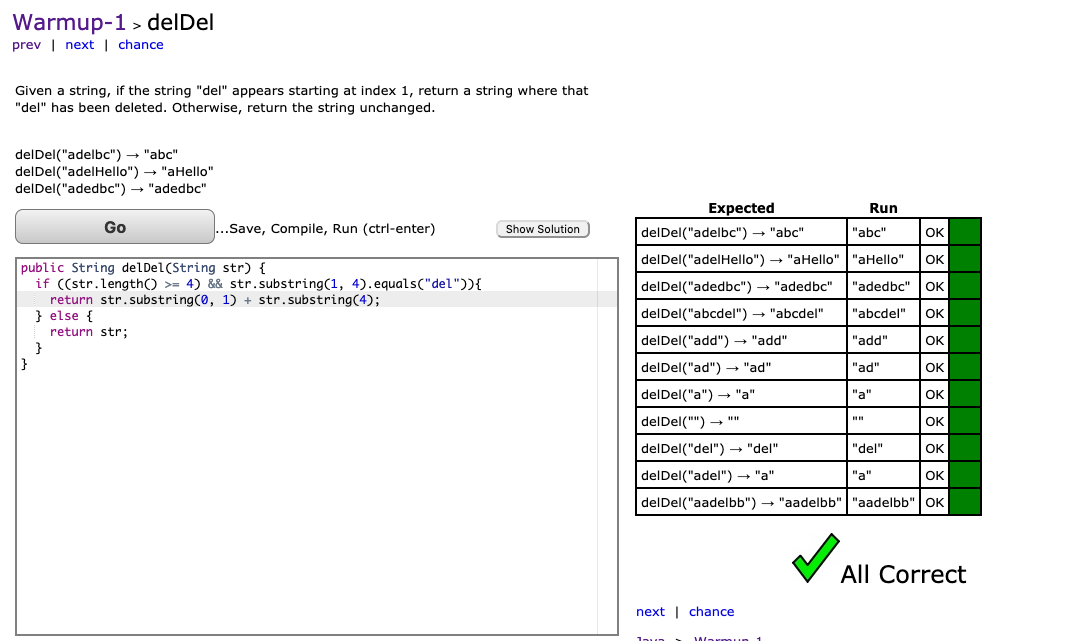 Warmup-1 > delDel
prev | next | chance
Given a string, if the string "del" appears starting at index 1, return a string where that
"del" has been deleted. Otherwise, return the string unchanged.
delDel("adelbc") → "abc"
delDel("adelHello") → "aHello"
delDel("adedbc") → "adedbc"
Go ...Save, Compile, Run (ctrl-enter) Show Solution
public String delDel(String str) {
  if ((str.length() >= 4) && str.substring(1, 4).equals("del")){
    return str.substring(0, 1) + str.substring(4);
  } else {
    return str;
  }
}
Expected Run
delDel("adelbc") → "abc" "abc" OK
delDel("adelHello") → "aHello" "aHello" OK
delDel("adedbc") → "adedbc" "adedbc" OK
delDel("abcdel") → "abcdel" "abcdel" OK
delDel("add") → "add" "add" OK
delDel("ad") → "ad" "ad" OK
delDel("a") → "a" "a" OK
delDel("") → "" "" OK
delDel("del") → "del" "del" OK
delDel("adel") → "a" "a" OK
delDel("aadelbb") → "aadelbb" "aadelbb" OK
All Correct
next | chance
Java > Warmup-1